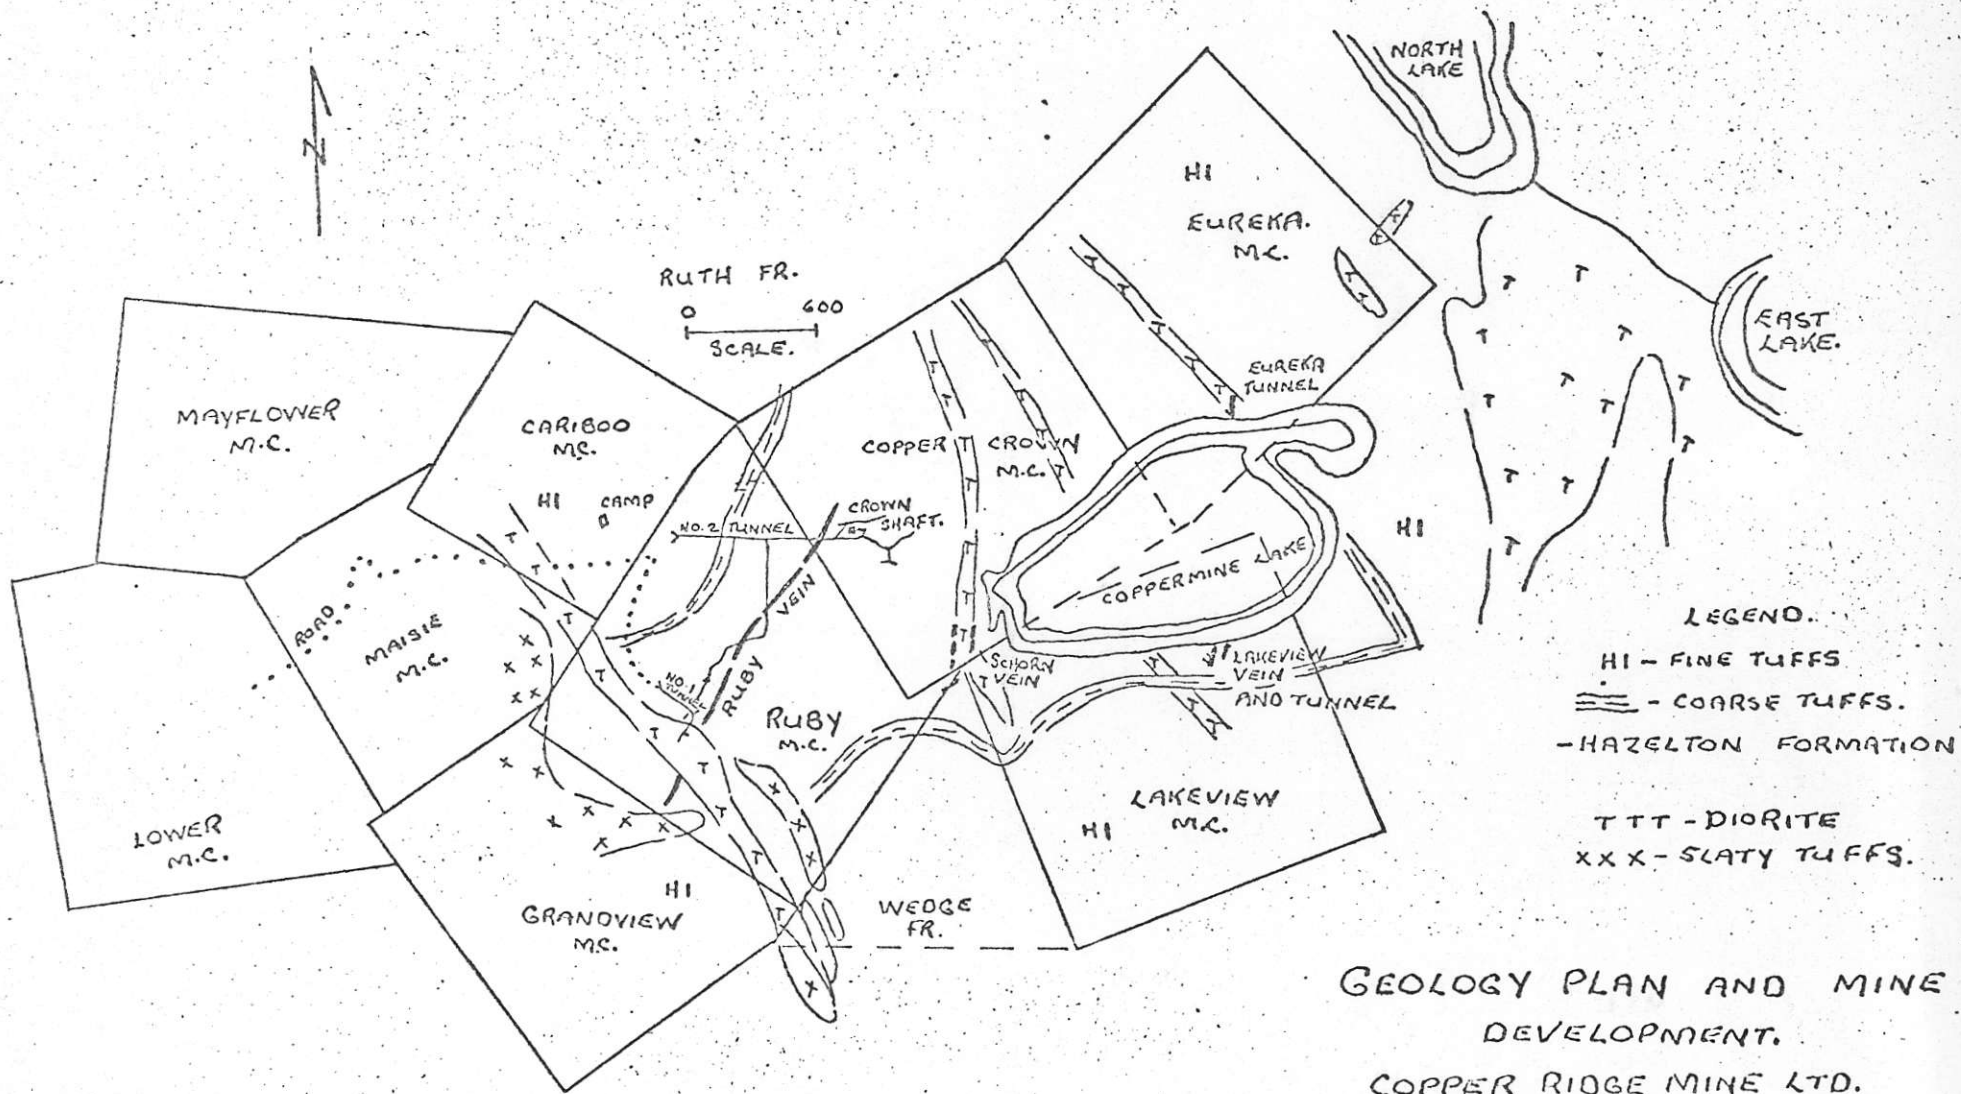 NORTH
LAKE
N
HI
EUREKA.
M.C.
RUTH FR.
0 600
SCALE.
EAST
LAKE.
EUREKA
TUNNEL
MAYFLOWER
M.C.
CARIBOO
M.C.
HI CAMP
COPPER CROWN
M.C.
CROWN
SHAFT.
NO. 2 TUNNEL
HI
COPPERMINE LAKE
VEIN
RUBY
ROAD
MAISIE
M.C.
NO. 1
TUNNEL
SCHORN
VEIN
LAKEVIEW
VEIN
AND TUNNEL
RUBY
M.C.
LAKEVIEW
M.C.
HI
LOWER
M.C.
HI
GRANDVIEW
M.C.
WEDGE
FR.
LEGEND.
HI - FINE TUFFS
- COARSE TUFFS.
- HAZELTON FORMATION
T T T - DIORITE
X X X - SLATY TUFFS.
GEOLOGY PLAN AND MINE
DEVELOPMENT.
COPPER RIDGE MINE LTD.